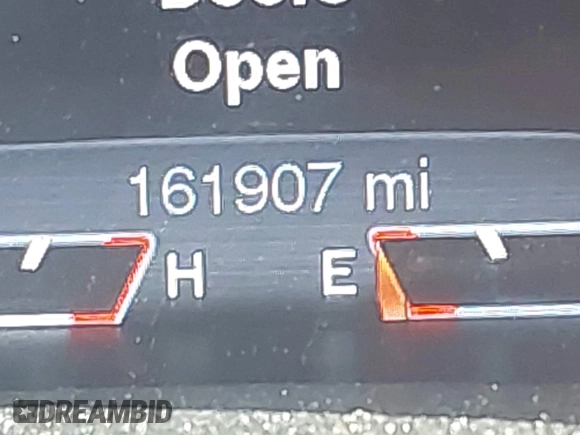 Open
161907 mi
H E
DREAMBID